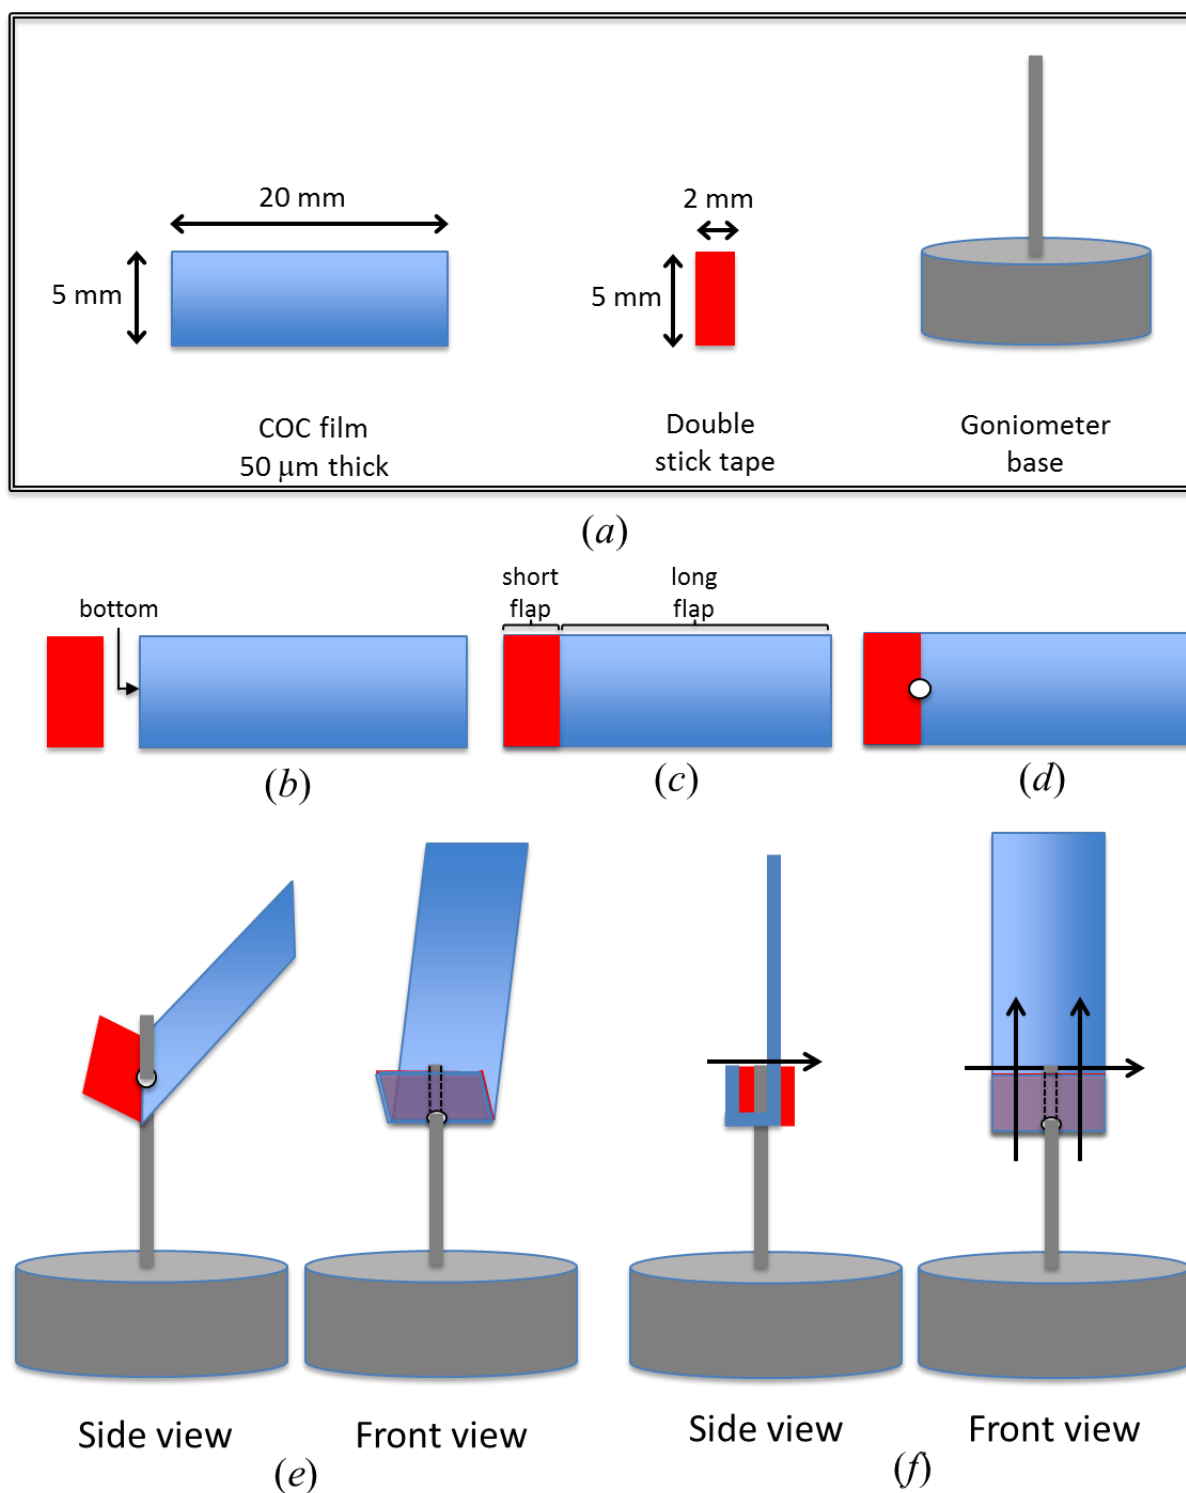 20 mm
5 mm
2 mm
5 mm
COC film
50 μm thick
Double
stick tape
Goniometer
base
(a)
bottom
(b)
short
flap
long
flap
(c)
(d)
Side view
Front view
(e)
Side view
Front view
(f)